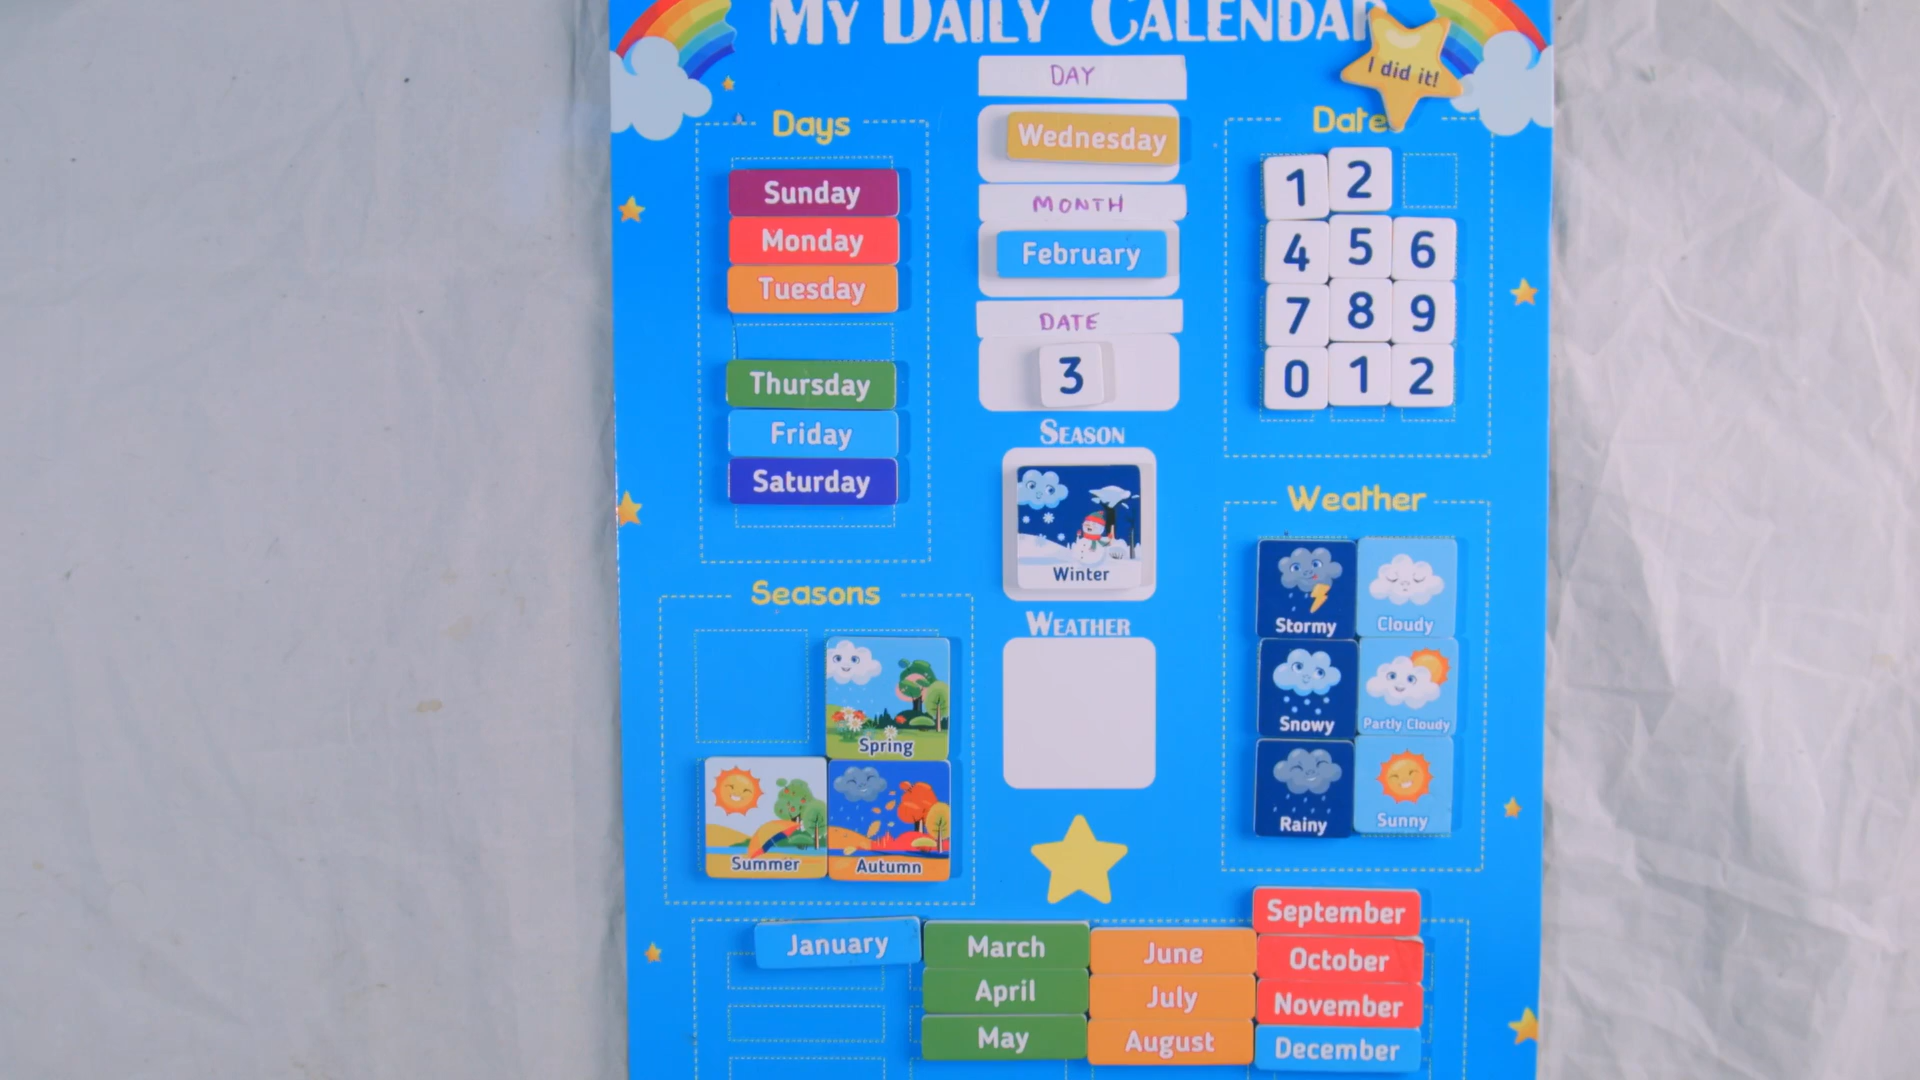 MY DAILY CALENDAR
I did it!
DAY
Days
Dates
Wednesday
Sunday
Monday
Tuesday
Thursday
Friday
Saturday
MONTH
February
DATE
3
1 2
4 5 6
7 8 9
0 1 2
SEASON
Winter
WEATHER
Weather
Stormy
Cloudy
Snowy
Partly Cloudy
Rainy
Sunny
Seasons
Spring
Summer
Autumn
January
March
April
May
June
July
August
September
October
November
December